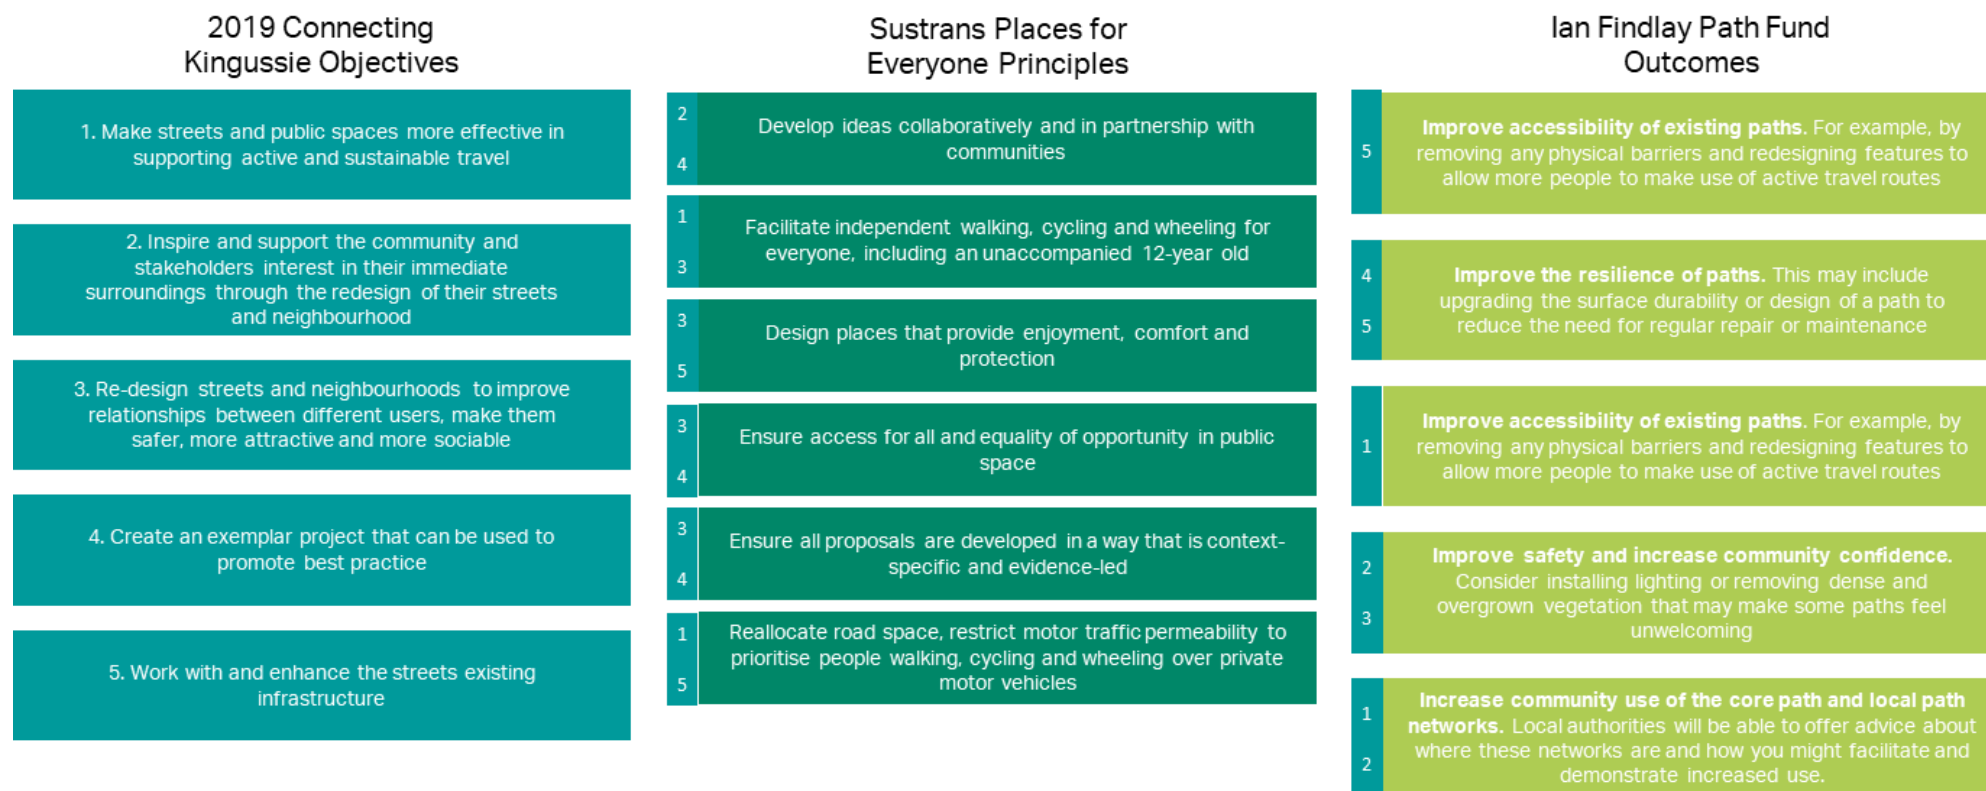 2019 Connecting
Kingussie Objectives
1. Make streets and public spaces more effective in
supporting active and sustainable travel
2. Inspire and support the community and
stakeholders interest in their immediate
surroundings through the redesign of their streets
and neighbourhood
3. Re-design streets and neighbourhoods to improve
relationships between different users, make them
safer, more attractive and more sociable
4. Create an exemplar project that can be used to
promote best practice
5. Work with and enhance the streets existing
infrastructure
Sustrans Places for
Everyone Principles
2
4
Develop ideas collaboratively and in partnership with
communities
1
3
Facilitate independent walking, cycling and wheeling for
everyone, including an unaccompanied 12-year old
3
5
Design places that provide enjoyment, comfort and
protection
3
4
Ensure access for all and equality of opportunity in public
space
3
4
Ensure all proposals are developed in a way that is context-
specific and evidence-led
1
5
Reallocate road space, restrict motor traffic permeability to
prioritise people walking, cycling and wheeling over private
motor vehicles
Ian Findlay Path Fund
Outcomes
5
Improve accessibility of existing paths. For example, by
removing any physical barriers and redesigning features to
allow more people to make use of active travel routes
4
5
Improve the resilience of paths. This may include
upgrading the surface durability or design of a path to
reduce the need for regular repair or maintenance
1
Improve accessibility of existing paths. For example, by
removing any physical barriers and redesigning features to
allow more people to make use of active travel routes
2
3
Improve safety and increase community confidence.
Consider installing lighting or removing dense and
overgrown vegetation that may make some paths feel
unwelcoming
1
2
Increase community use of the core path and local path
networks. Local authorities will be able to offer advice about
where these networks are and how you might facilitate and
demonstrate increased use.